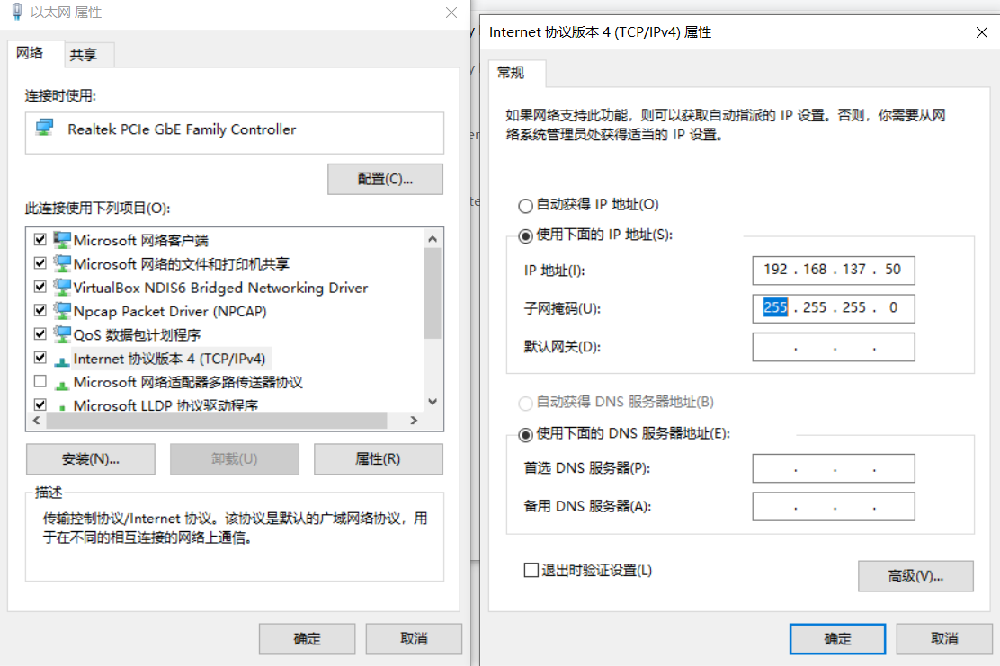 以太网 属性
网络
共享
连接时使用:
Realtek PCIe GbE Family Controller
配置(C)...
此连接使用下列项目(O):
Microsoft 网络客户端
Microsoft 网络的文件和打印机共享
VirtualBox NDIS6 Bridged Networking Driver
Npcap Packet Driver (NPCAP)
QoS 数据包计划程序
Internet 协议版本 4 (TCP/IPv4)
Microsoft 网络适配器多路传送器协议
Microsoft LLDP 协议驱动程序
安装(N)...
卸载(U)
属性(R)
描述
传输控制协议/Internet 协议。该协议是默认的广域网络协议，用
于在不同的相互连接的网络上通信。
确定
取消
Internet 协议版本 4 (TCP/IPv4) 属性
常规
如果网络支持此功能，则可以获取自动指派的 IP 设置。否则，你需要从网
络系统管理员处获得适当的 IP 设置。
自动获得 IP 地址(O)
使用下面的 IP 地址(S):
IP 地址(I):
192 . 168 . 137 . 50
子网掩码(U):
255 . 255 . 255 . 0
默认网关(D):
. . .
自动获得 DNS 服务器地址(B)
使用下面的 DNS 服务器地址(E):
首选 DNS 服务器(P):
. . .
备用 DNS 服务器(A):
. . .
退出时验证设置(L)
高级(V)...
确定
取消